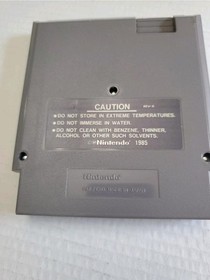 CAUTION
•DO NOT STORE IN EXTREME TEMPERATURES.
•DO NOT IMMERSE IN WATER.
•DO NOT CLEAN WITH BENZENE, THINNER,
ALCOHOL OR OTHER SUCH SOLVENTS.
©Nintendo 1985
Nintendo